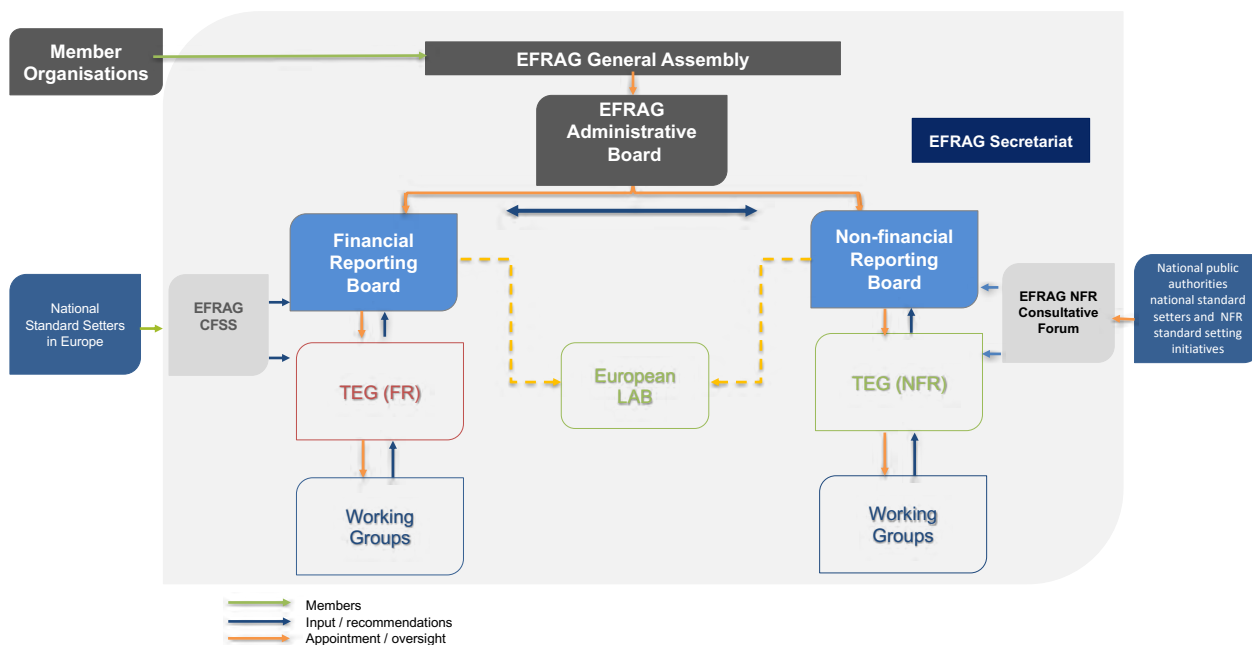 Member
Organisations
EFRAG General Assembly
EFRAG
Administrative
Board
EFRAG Secretariat
Financial
Reporting
Board
Non-financial
Reporting
Board
National
Standard Setters
in Europe
EFRAG
CFSS
EFRAG NFR
Consultative
Forum
National public
authorities
national standard
setters and NFR
standard setting
initiatives
TEG (FR)
European
LAB
TEG (NFR)
Working
Groups
Working
Groups
Members
Input / recommendations
Appointment / oversight